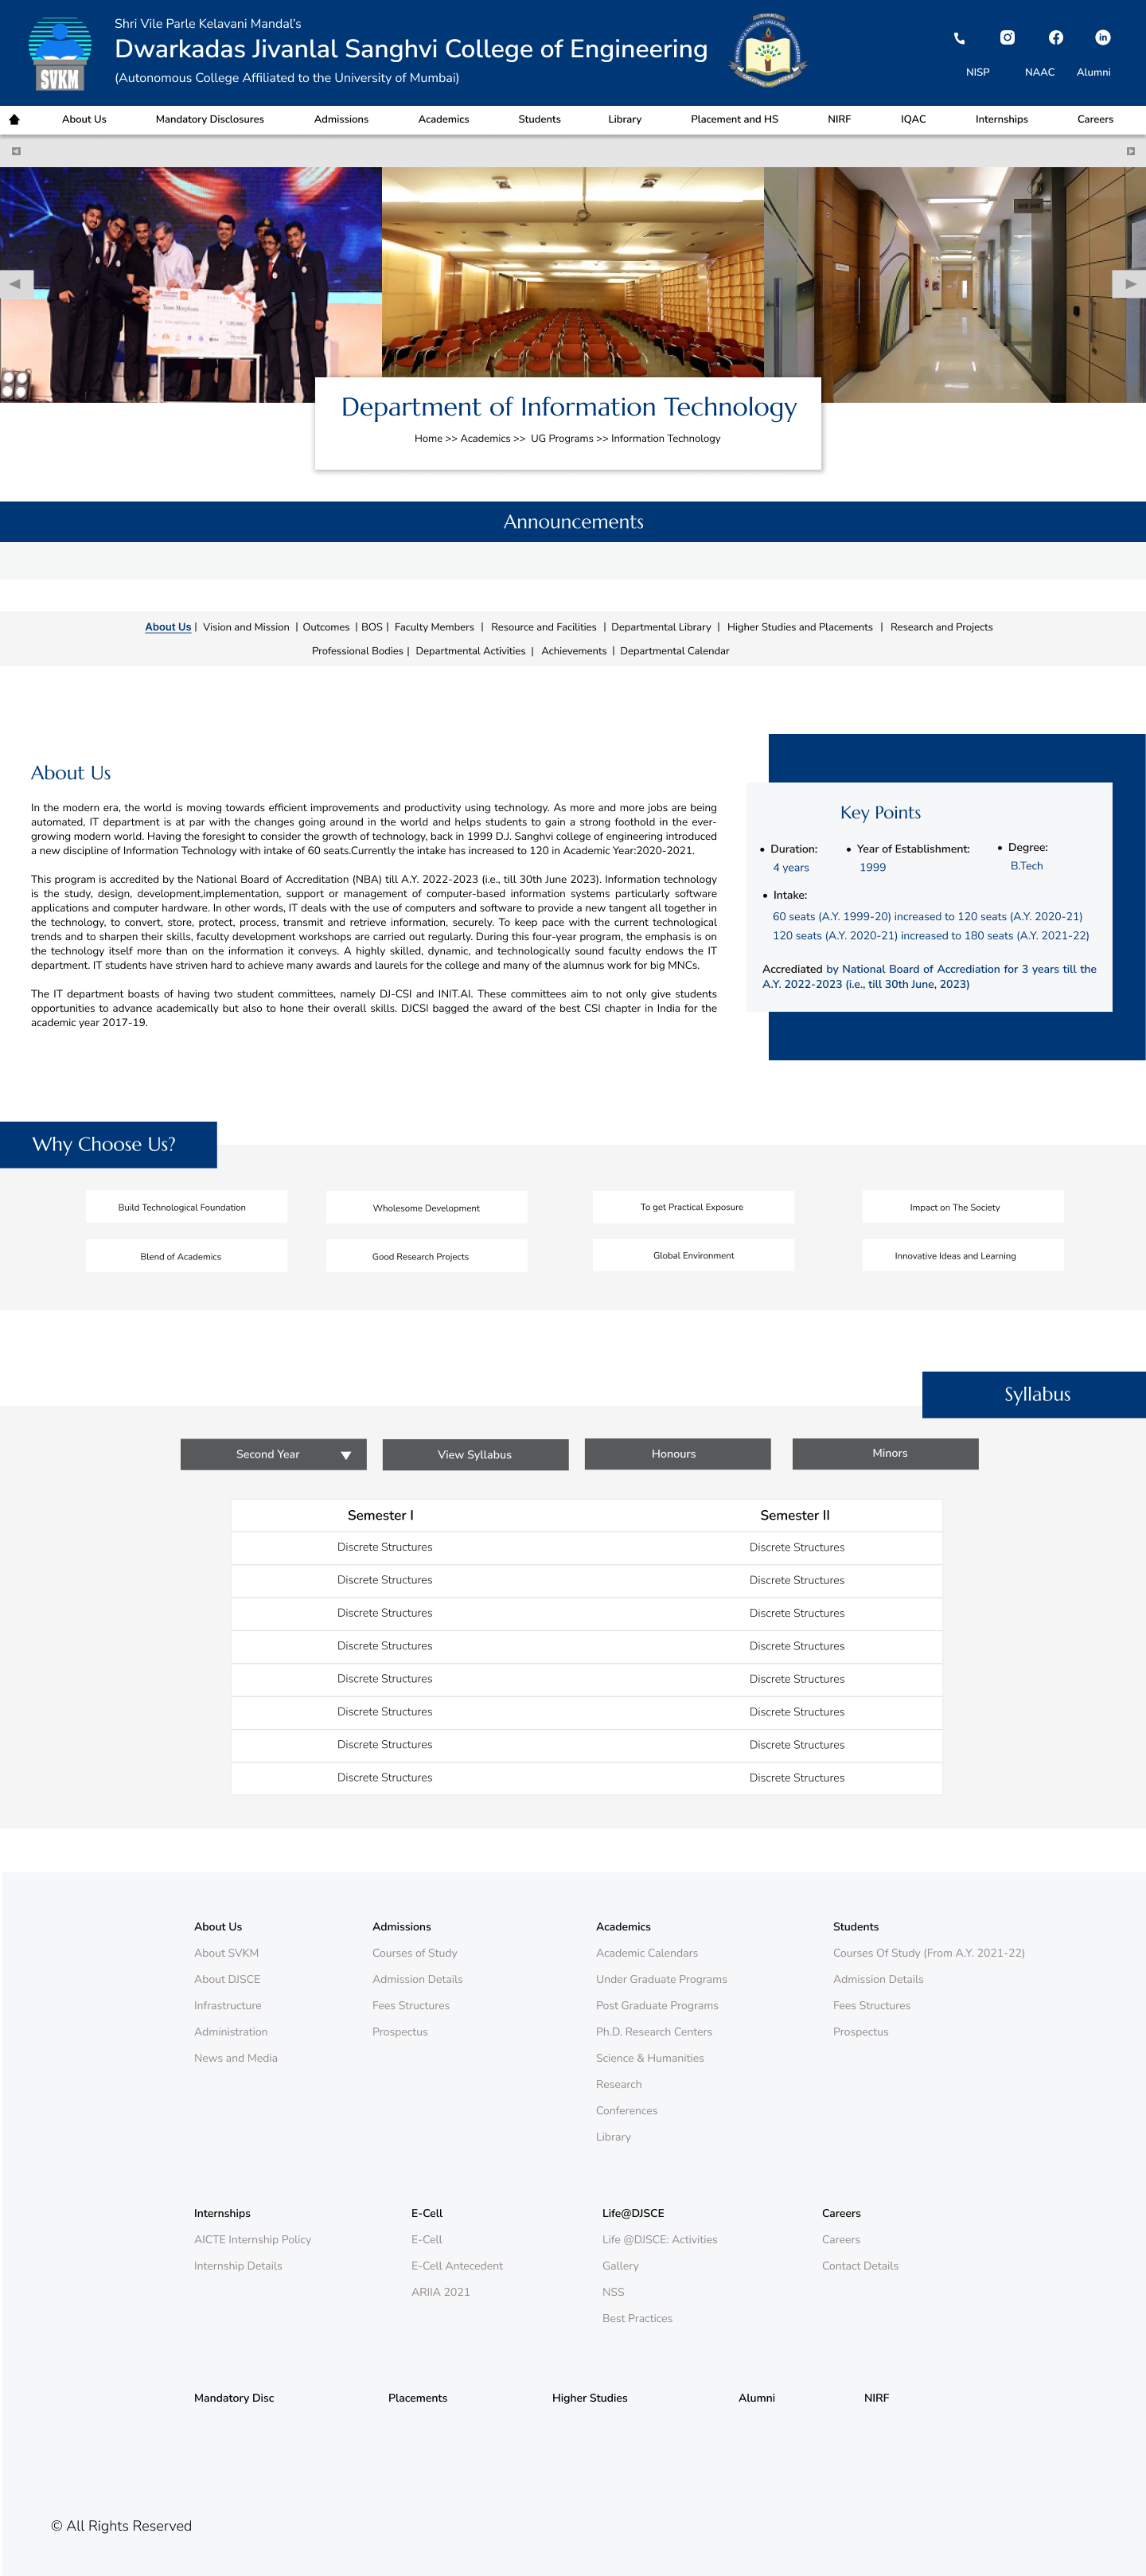 Shri Vile Parle Kelavani Mandal's
Dwarkadas Jivanlal Sanghvi College of Engineering
(Autonomous College Affiliated to the University of Mumbai)
SVKM
NISP NAAC Alumni
About Us Mandatory Disclosures Admissions Academics Students Library Placement and HS NIRF IQAC Internships Careers
Department of Information Technology
Home >> Academics >> UG Programs >> Information Technology
Announcements
About Us | Vision and Mission | Outcomes | BOS | Faculty Members | Resource and Facilities | Departmental Library | Higher Studies and Placements | Research and Projects
Professional Bodies | Departmental Activities | Achievements | Departmental Calendar
About Us
In the modern era, the world is moving towards efficient improvements and productivity using technology. As more and more jobs are being
automated, IT department is at par with the changes going around in the world and helps students to gain a strong foothold in the ever-
growing modern world. Having the foresight to consider the growth of technology, back in 1999 D.J. Sanghvi college of engineering introduced
a new discipline of Information Technology with intake of 60 seats.Currently the intake has increased to 120 in Academic Year:2020-2021.
This program is accredited by the National Board of Accreditation (NBA) till A.Y. 2022-2023 (i.e., till 30th June 2023). Information technology
is the study, design, development,implementation, support or management of computer-based information systems particularly software
applications and computer hardware. In other words, IT deals with the use of computers and software to provide a new tangent all together in
the technology, to convert, store, protect, process, transmit and retrieve information, securely. To keep pace with the current technological
trends and to sharpen their skills, faculty development workshops are carried out regularly. During this four-year program, the emphasis is on
the technology itself more than on the information it conveys. A highly skilled, dynamic, and technologically sound faculty endows the IT
department. IT students have striven hard to achieve many awards and laurels for the college and many of the alumnus work for big MNCs.
The IT department boasts of having two student committees, namely DJ-CSI and INIT.AI. These committees aim to not only give students
opportunities to advance academically but also to hone their overall skills. DJCSI bagged the award of the best CSI chapter in India for the
academic year 2017-19.
Key Points
• Duration: • Year of Establishment: • Degree:
4 years 1999 B.Tech
• Intake:
60 seats (A.Y. 1999-20) increased to 120 seats (A.Y. 2020-21)
120 seats (A.Y. 2020-21) increased to 180 seats (A.Y. 2021-22)
Accrediated by National Board of Accrediation for 3 years till the
A.Y. 2022-2023 (i.e., till 30th June, 2023)
Why Choose Us?
Build Technological Foundation Wholesome Development To get Practical Exposure Impact on The Society
Blend of Academics Good Research Projects Global Environment Innovative Ideas and Learning
Syllabus
Second Year View Syllabus Honours Minors
Semester I Semester II
Discrete Structures Discrete Structures
Discrete Structures Discrete Structures
Discrete Structures Discrete Structures
Discrete Structures Discrete Structures
Discrete Structures Discrete Structures
Discrete Structures Discrete Structures
Discrete Structures Discrete Structures
Discrete Structures Discrete Structures
About Us Admissions Academics Students
About SVKM Courses of Study Academic Calendars Courses Of Study (From A.Y. 2021-22)
About DJSCE Admission Details Under Graduate Programs Admission Details
Infrastructure Fees Structures Post Graduate Programs Fees Structures
Administration Prospectus Ph.D. Research Centers Prospectus
News and Media Science & Humanities
Research
Conferences
Library
Internships E-Cell Life@DJSCE Careers
AICTE Internship Policy E-Cell Life @DJSCE: Activities Careers
Internship Details E-Cell Antecedent Gallery Contact Details
ARIIA 2021 NSS
Best Practices
Mandatory Disc Placements Higher Studies Alumni NIRF
© All Rights Reserved